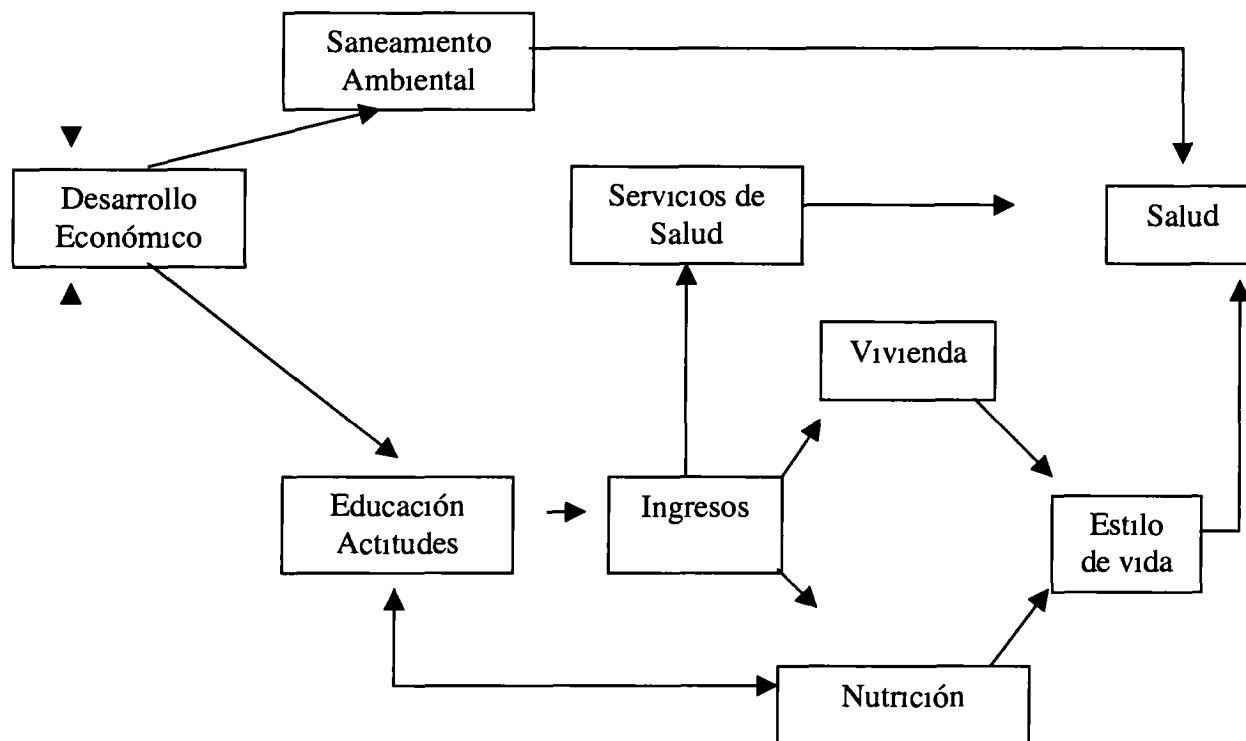 Saneamiento
Ambiental
Desarrollo
Económico
Servicios de
Salud
Salud
Vivienda
Educación
Actitudes
Ingresos
Estilo
de vida
Nutrición